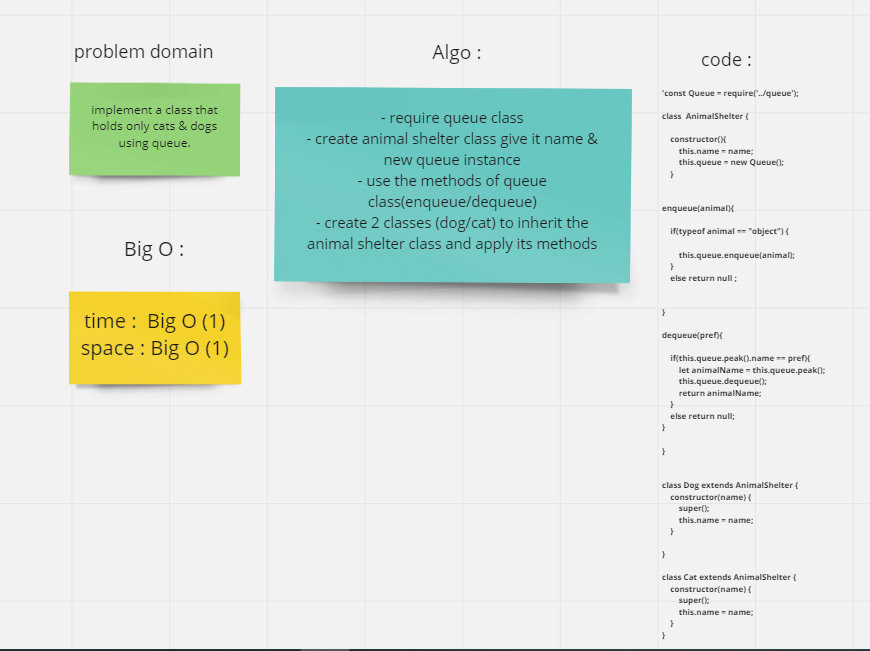 problem domain
implement a class that
holds only cats & dogs
using queue.
Big O :
time :  Big O (1)
space : Big O (1)
Algo :
- require queue class
- create animal shelter class give it name &
new queue instance
- use the methods of queue
class(enqueue/dequeue)
- create 2 classes (dog/cat) to inherit the
animal shelter class and apply its methods
code :
'const Queue = require('../queue');
class  AnimalShelter {
constructor(){
this.name = name;
this.queue = new Queue();
}
enqueue(animal){
if(typeof animal == "object") {
this.queue.enqueue(animal);
}
else return null ;
}
dequeue(pref){
if(this.queue.peak().name == pref){
let animalName = this.queue.peak();
this.queue.dequeue();
return animalName;
}
else return null;
}
}
class Dog extends AnimalShelter {
constructor(name) {
super();
this.name = name;
}
}
class Cat extends AnimalShelter {
constructor(name) {
super();
this.name = name;
}
}